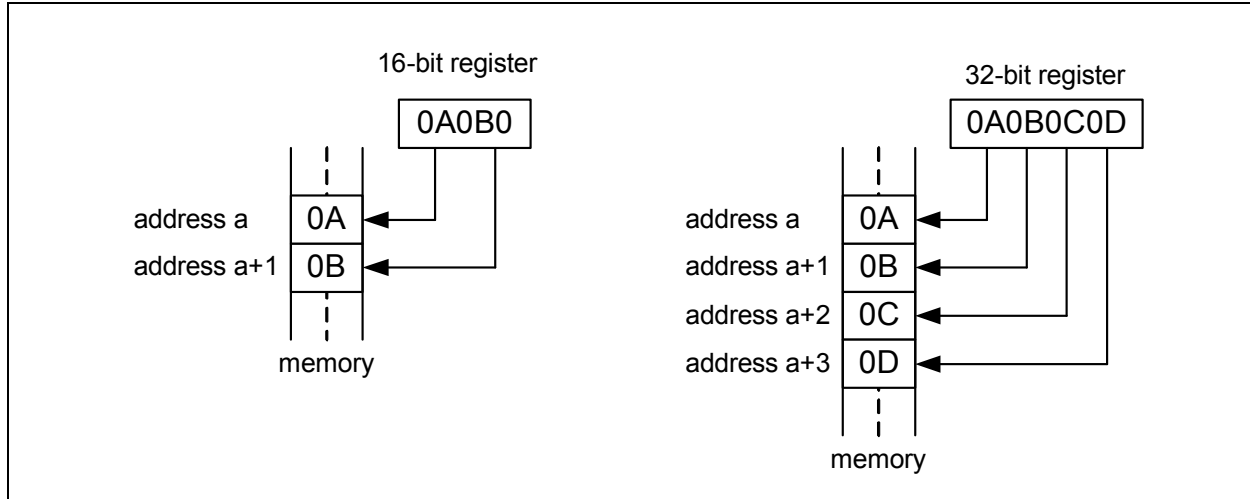 16-bit register
0A0B0
address a
0A
address a+1
0B
memory
32-bit register
0A0B0C0D
address a
0A
address a+1
0B
address a+2
0C
address a+3
0D
memory